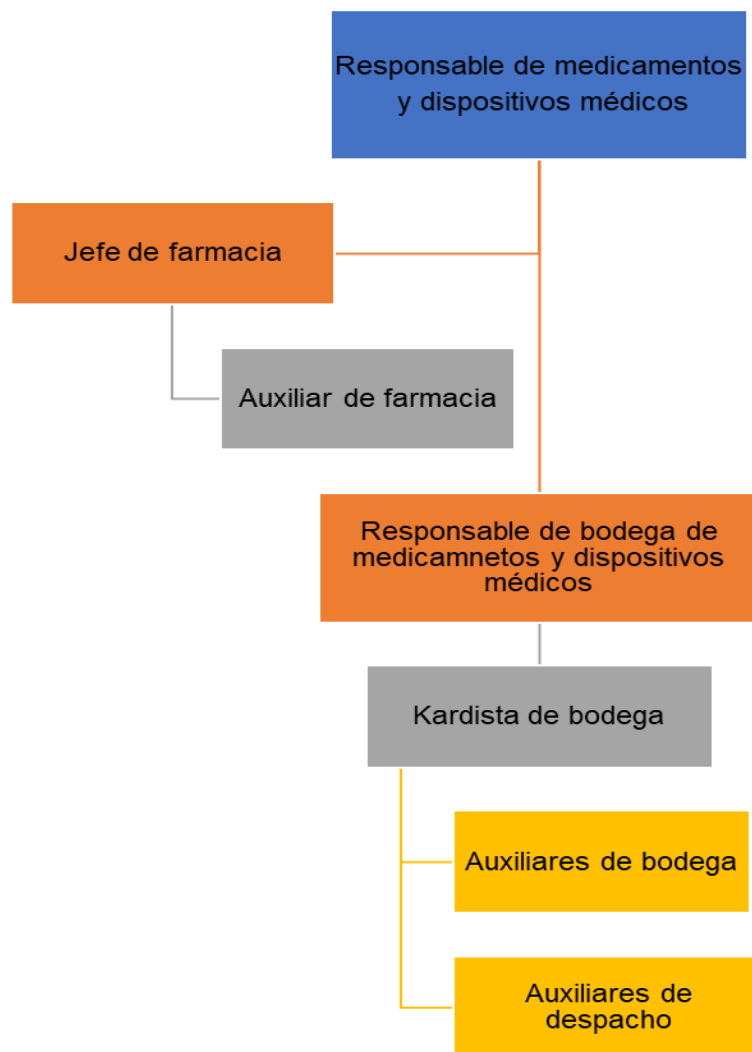 Responsable de medicamentos
y dispositivos médicos
Jefe de farmacia
Auxiliar de farmacia
Responsable de bodega de
medicamnetos y dispositivos
médicos
Kardista de bodega
Auxiliares de bodega
Auxiliares de
despacho